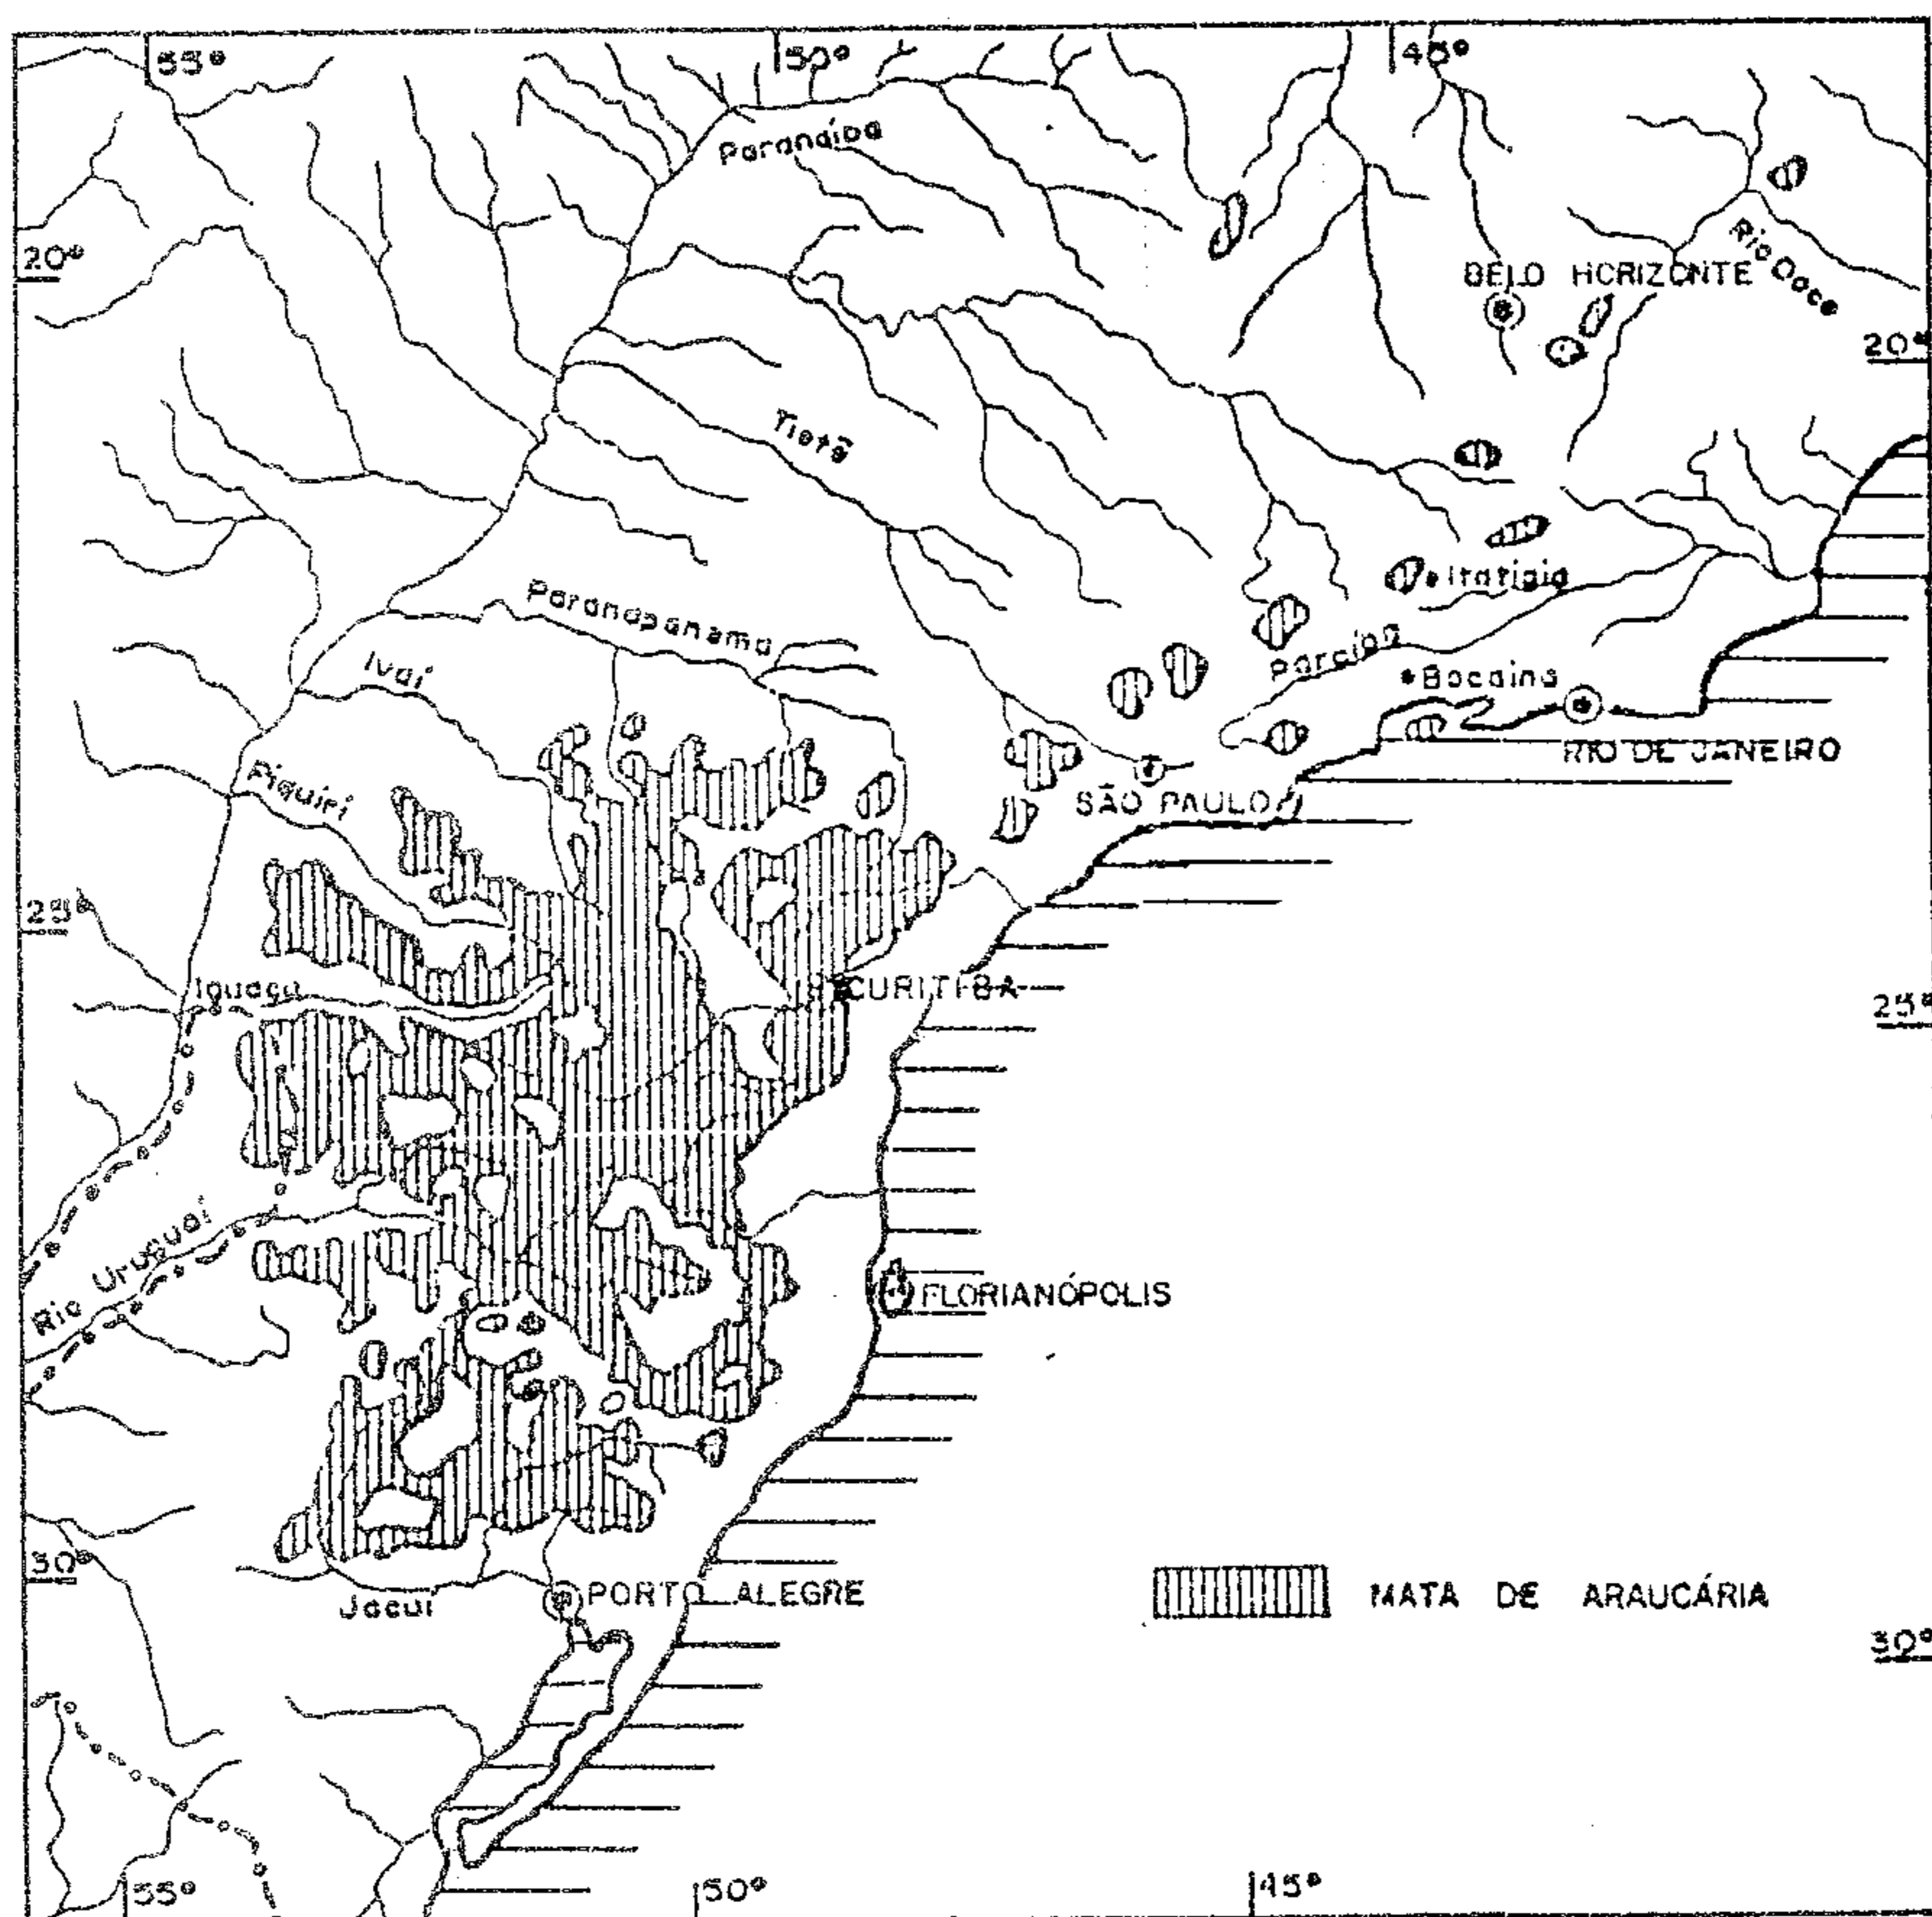 55° 50° 45°
Paranaíba
20°
BELO HORIZONTE
Rio Doce
20°
Tietê
Itatiaia
Paranapanema
Paraíba
Ivaí
Bocaina
RIO DE JANEIRO
Piquiri
SÃO PAULO
25°
Iguaçu
CURITIBA
25°
Rio Uruguai
FLORIANÓPOLIS
30°
PORTO ALEGRE
Jacuí
MATA DE ARAUCÁRIA
30°
55° 50° 45°